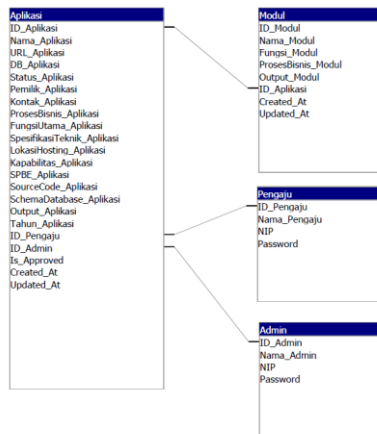 Aplikasi
ID_Aplikasi
Nama_Aplikasi
URL_Aplikasi
DB_Aplikasi
Status_Aplikasi
Pemilik_Aplikasi
Kontak_Aplikasi
ProsesBisnis_Aplikasi
FungsiUtama_Aplikasi
SpesifikasiTeknik_Aplikasi
LokasiHosting_Aplikasi
Kapabilitas_Aplikasi
SPBE_Aplikasi
SourceCode_Aplikasi
SchemaDatabase_Aplikasi
Output_Aplikasi
Tahun_Aplikasi
ID_Pengaju
ID_Admin
Is_Approved
Created_At
Updated_At
Modul
ID_Modul
Nama_Modul
Fungsi_Modul
ProsesBisnis_Modul
Output_Modul
ID_Aplikasi
Created_At
Updated_At
Pengaju
ID_Pengaju
Nama_Pengaju
NIP
Password
Admin
ID_Admin
Nama_Admin
NIP
Password